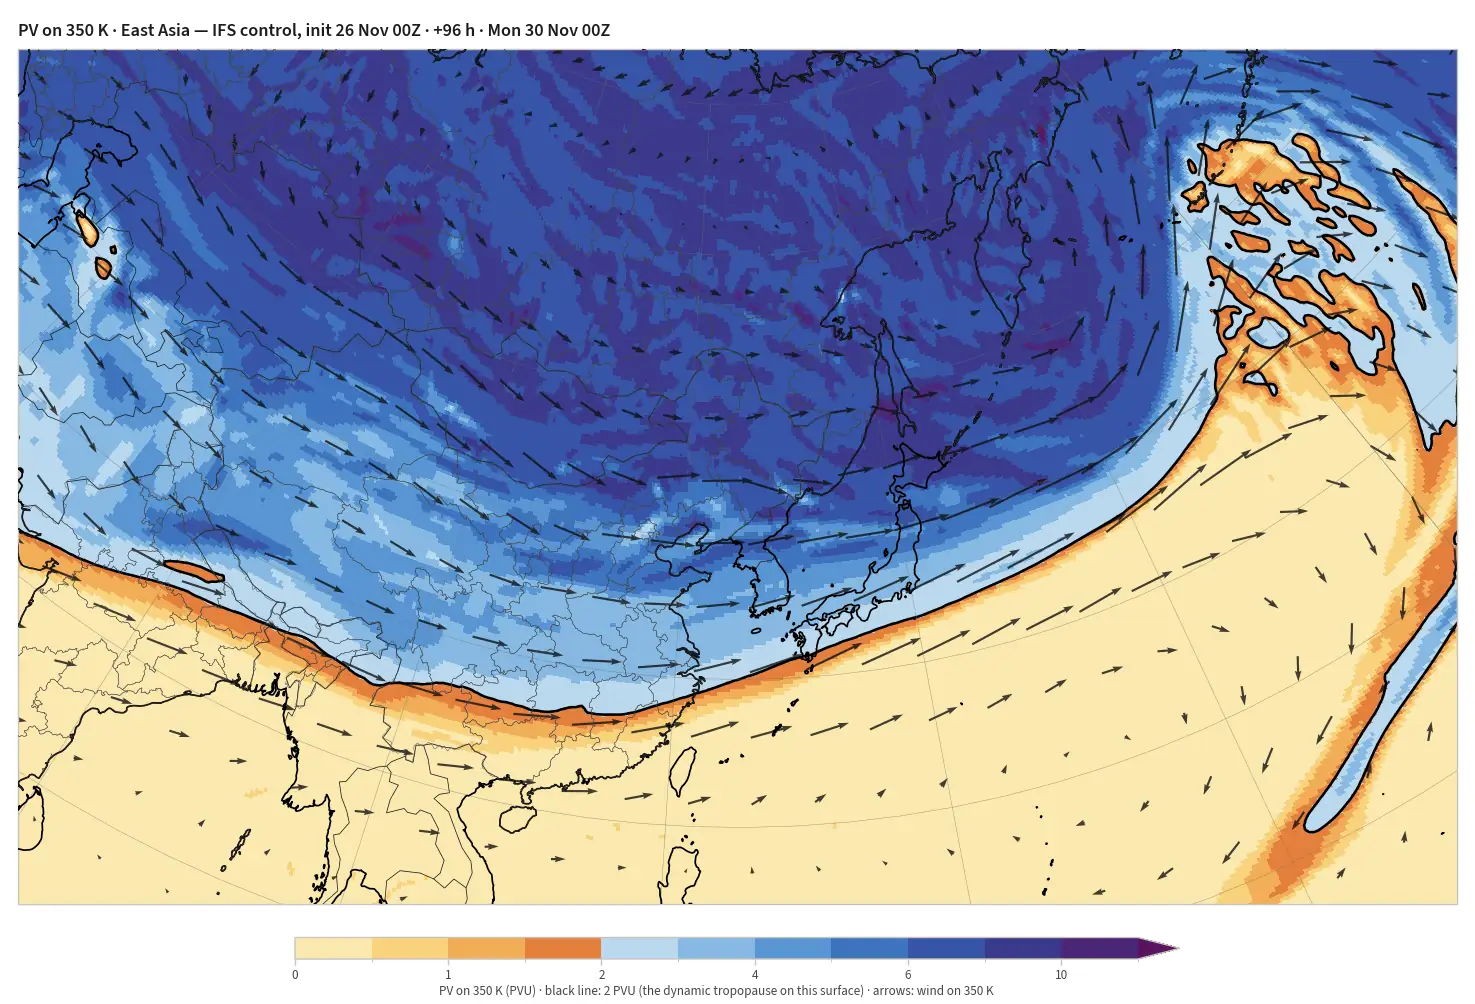 PV on 350 K · East Asia — IFS control, init 26 Nov 00Z · +96 h · Mon 30 Nov 00Z
0 1 2 4 6 10
PV on 350 K (PVU) · black line: 2 PVU (the dynamic tropopause on this surface) · arrows: wind on 350 K